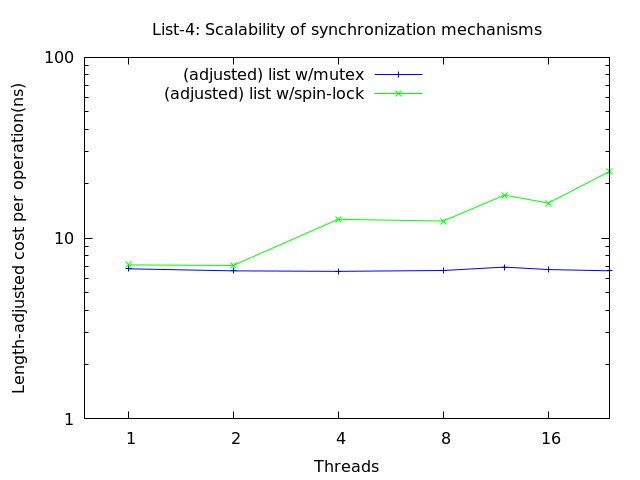 List-4: Scalability of synchronization mechanisms
100
(adjusted) list w/mutex
(adjusted) list w/spin-lock
10
1
Length-adjusted cost per operation(ns)
1 2 4 8 16
Threads